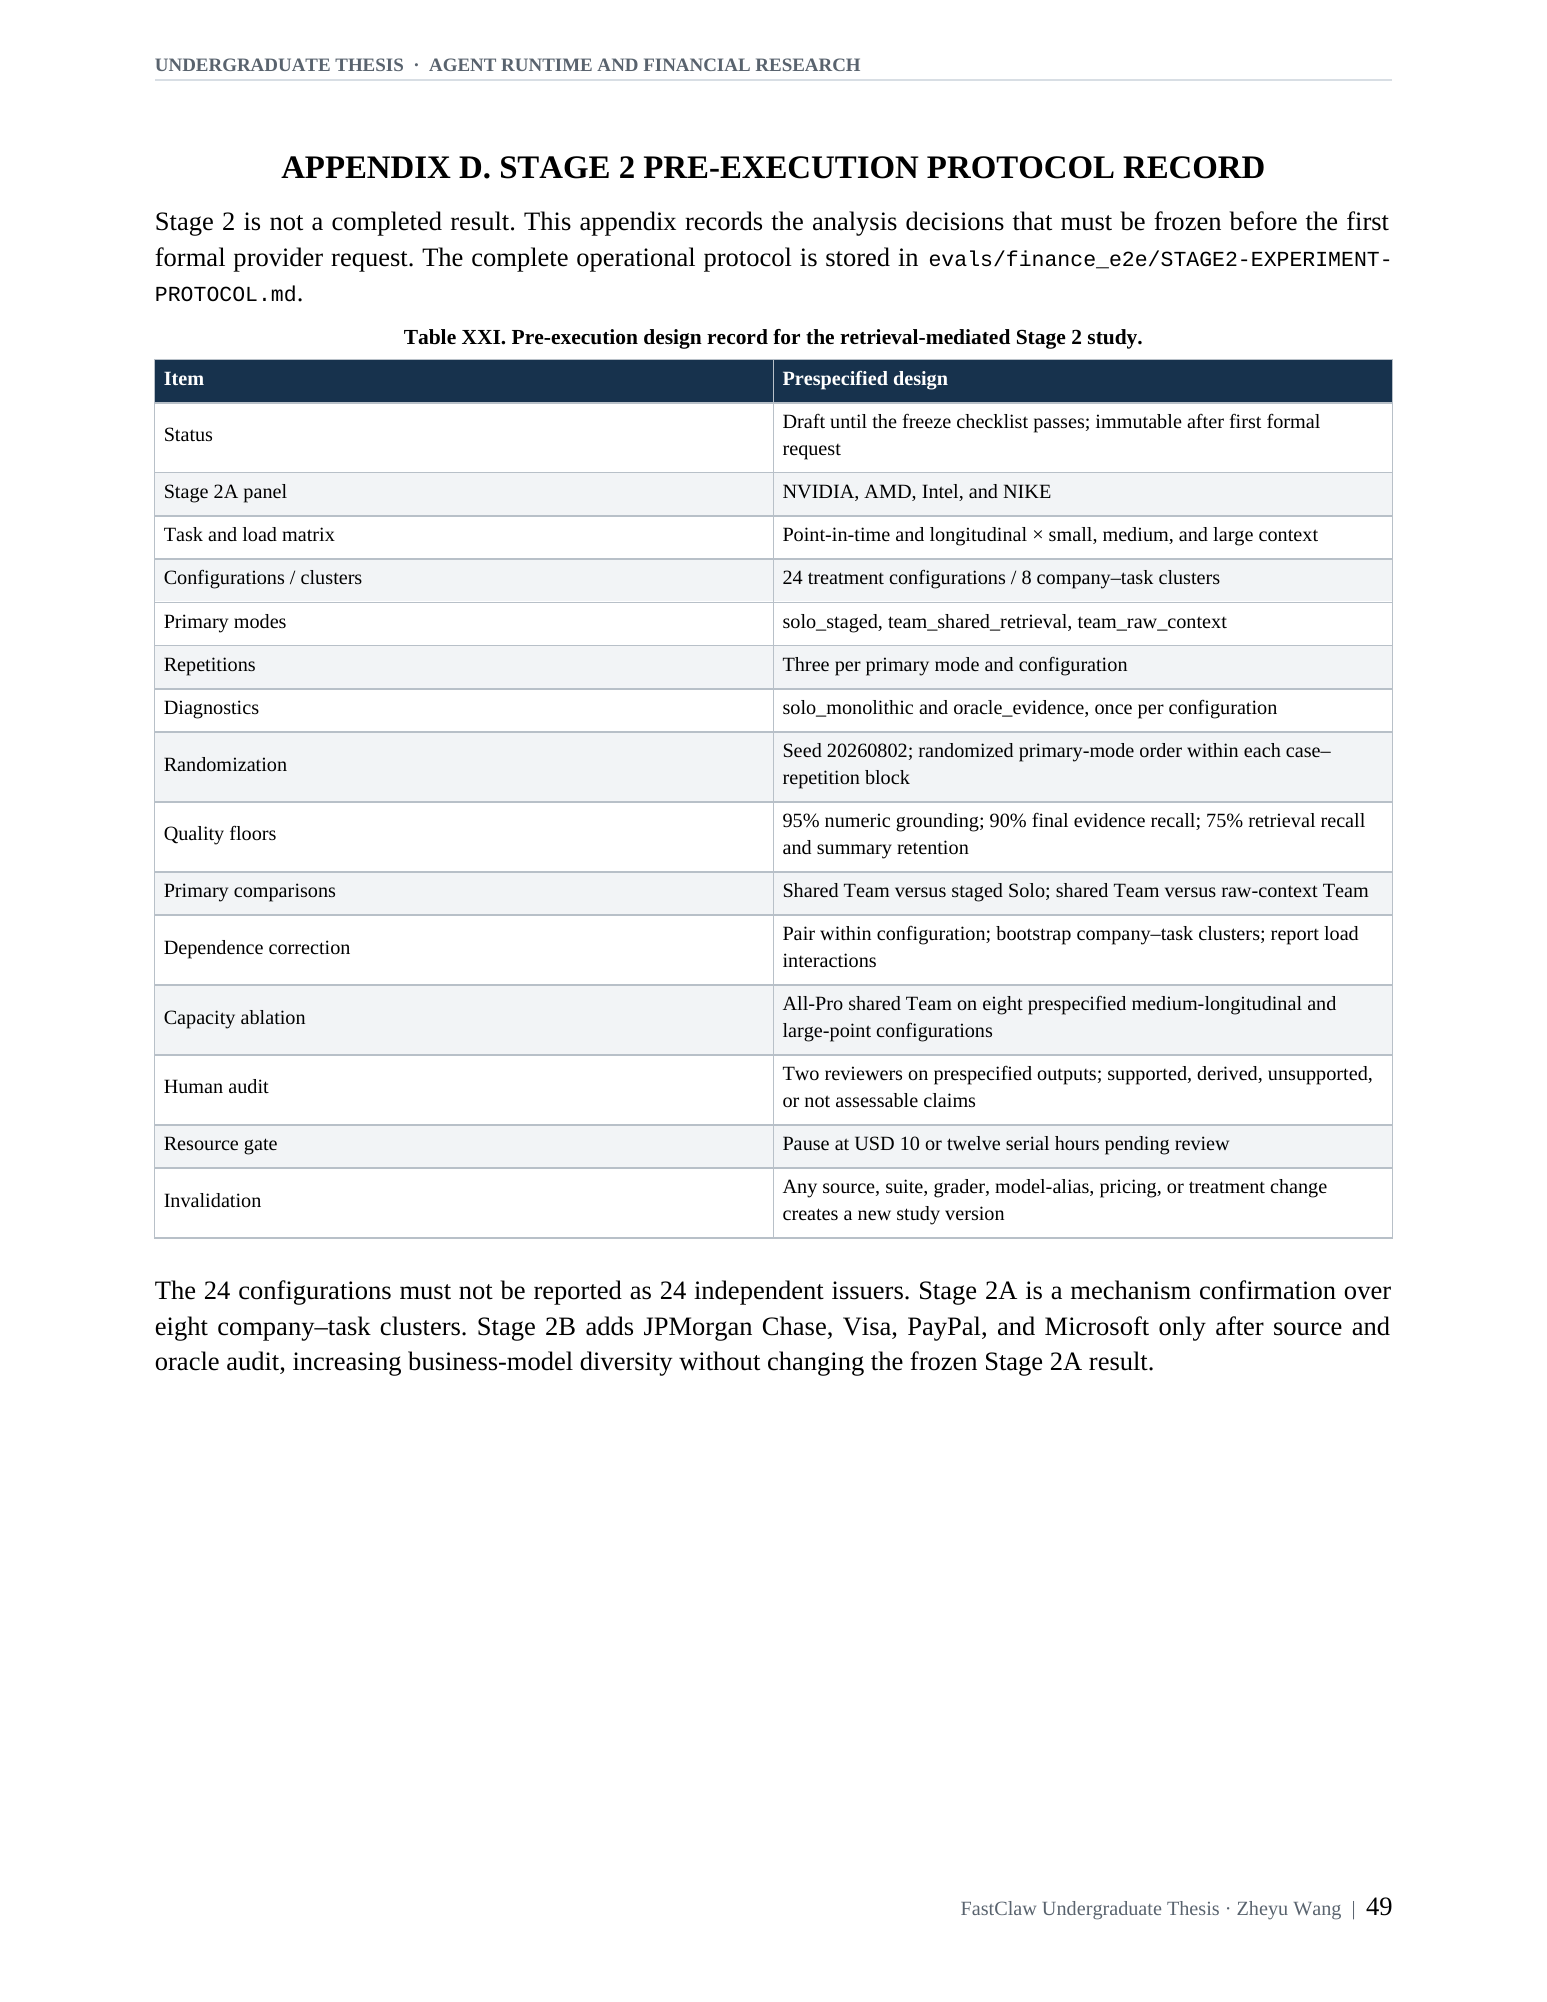 UNDERGRADUATE THESIS · AGENT RUNTIME AND FINANCIAL RESEARCH
APPENDIX D. STAGE 2 PRE-EXECUTION PROTOCOL RECORD
Stage 2 is not a completed result. This appendix records the analysis decisions that must be frozen before the first
formal provider request. The complete operational protocol is stored in evals/finance_e2e/STAGE2-EXPERIMENT-
PROTOCOL.md.
Table XXI. Pre-execution design record for the retrieval-mediated Stage 2 study.
Item
Prespecified design
Status
Draft until the freeze checklist passes; immutable after first formal
request
Stage 2A panel
NVIDIA, AMD, Intel, and NIKE
Task and load matrix
Point-in-time and longitudinal × small, medium, and large context
Configurations / clusters
24 treatment configurations / 8 company–task clusters
Primary modes
solo_staged, team_shared_retrieval, team_raw_context
Repetitions
Three per primary mode and configuration
Diagnostics
solo_monolithic and oracle_evidence, once per configuration
Randomization
Seed 20260802; randomized primary-mode order within each case–
repetition block
Quality floors
95% numeric grounding; 90% final evidence recall; 75% retrieval recall
and summary retention
Primary comparisons
Shared Team versus staged Solo; shared Team versus raw-context Team
Dependence correction
Pair within configuration; bootstrap company–task clusters; report load
interactions
Capacity ablation
All-Pro shared Team on eight prespecified medium-longitudinal and
large-point configurations
Human audit
Two reviewers on prespecified outputs; supported, derived, unsupported,
or not assessable claims
Resource gate
Pause at USD 10 or twelve serial hours pending review
Invalidation
Any source, suite, grader, model-alias, pricing, or treatment change
creates a new study version
The 24 configurations must not be reported as 24 independent issuers. Stage 2A is a mechanism confirmation over
eight company–task clusters. Stage 2B adds JPMorgan Chase, Visa, PayPal, and Microsoft only after source and
oracle audit, increasing business-model diversity without changing the frozen Stage 2A result.
FastClaw Undergraduate Thesis · Zheyu Wang | 49